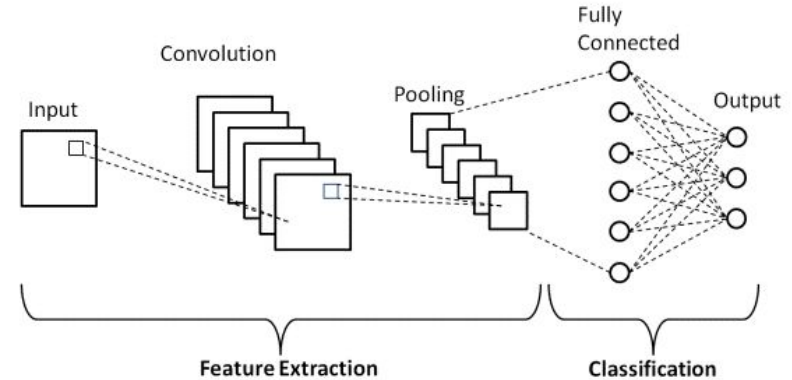 Input
Convolution
Pooling
Fully
Connected
Output
Feature Extraction
Classification